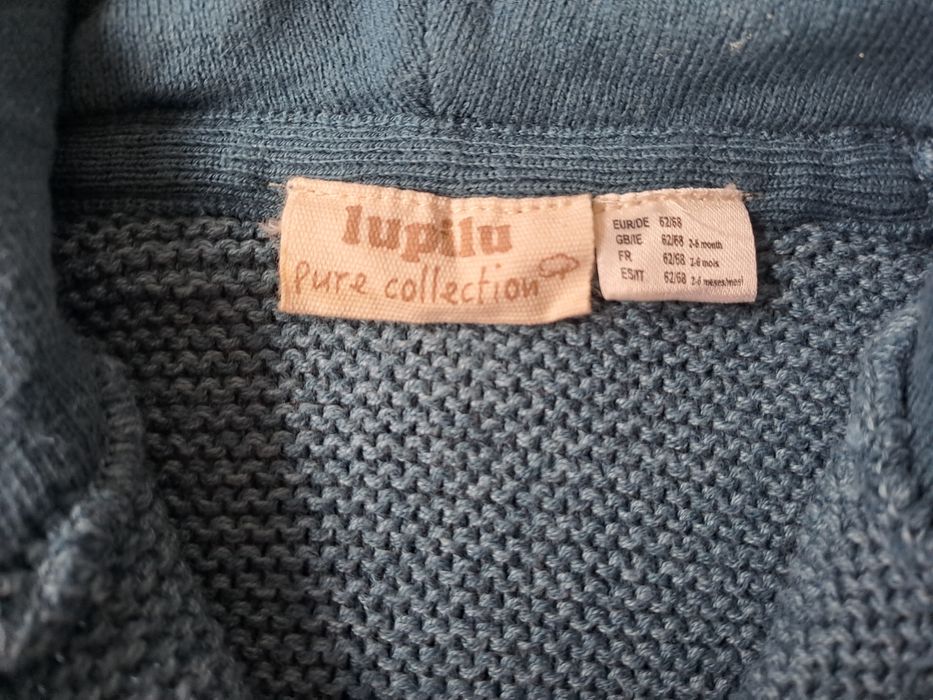 lupilu
pure collection
EUR/DE 62/68
GB/IE 62/68 2-6 month
FR 62/68 2-6 mois
ES/IT 62/68 2-6 meses/mesi